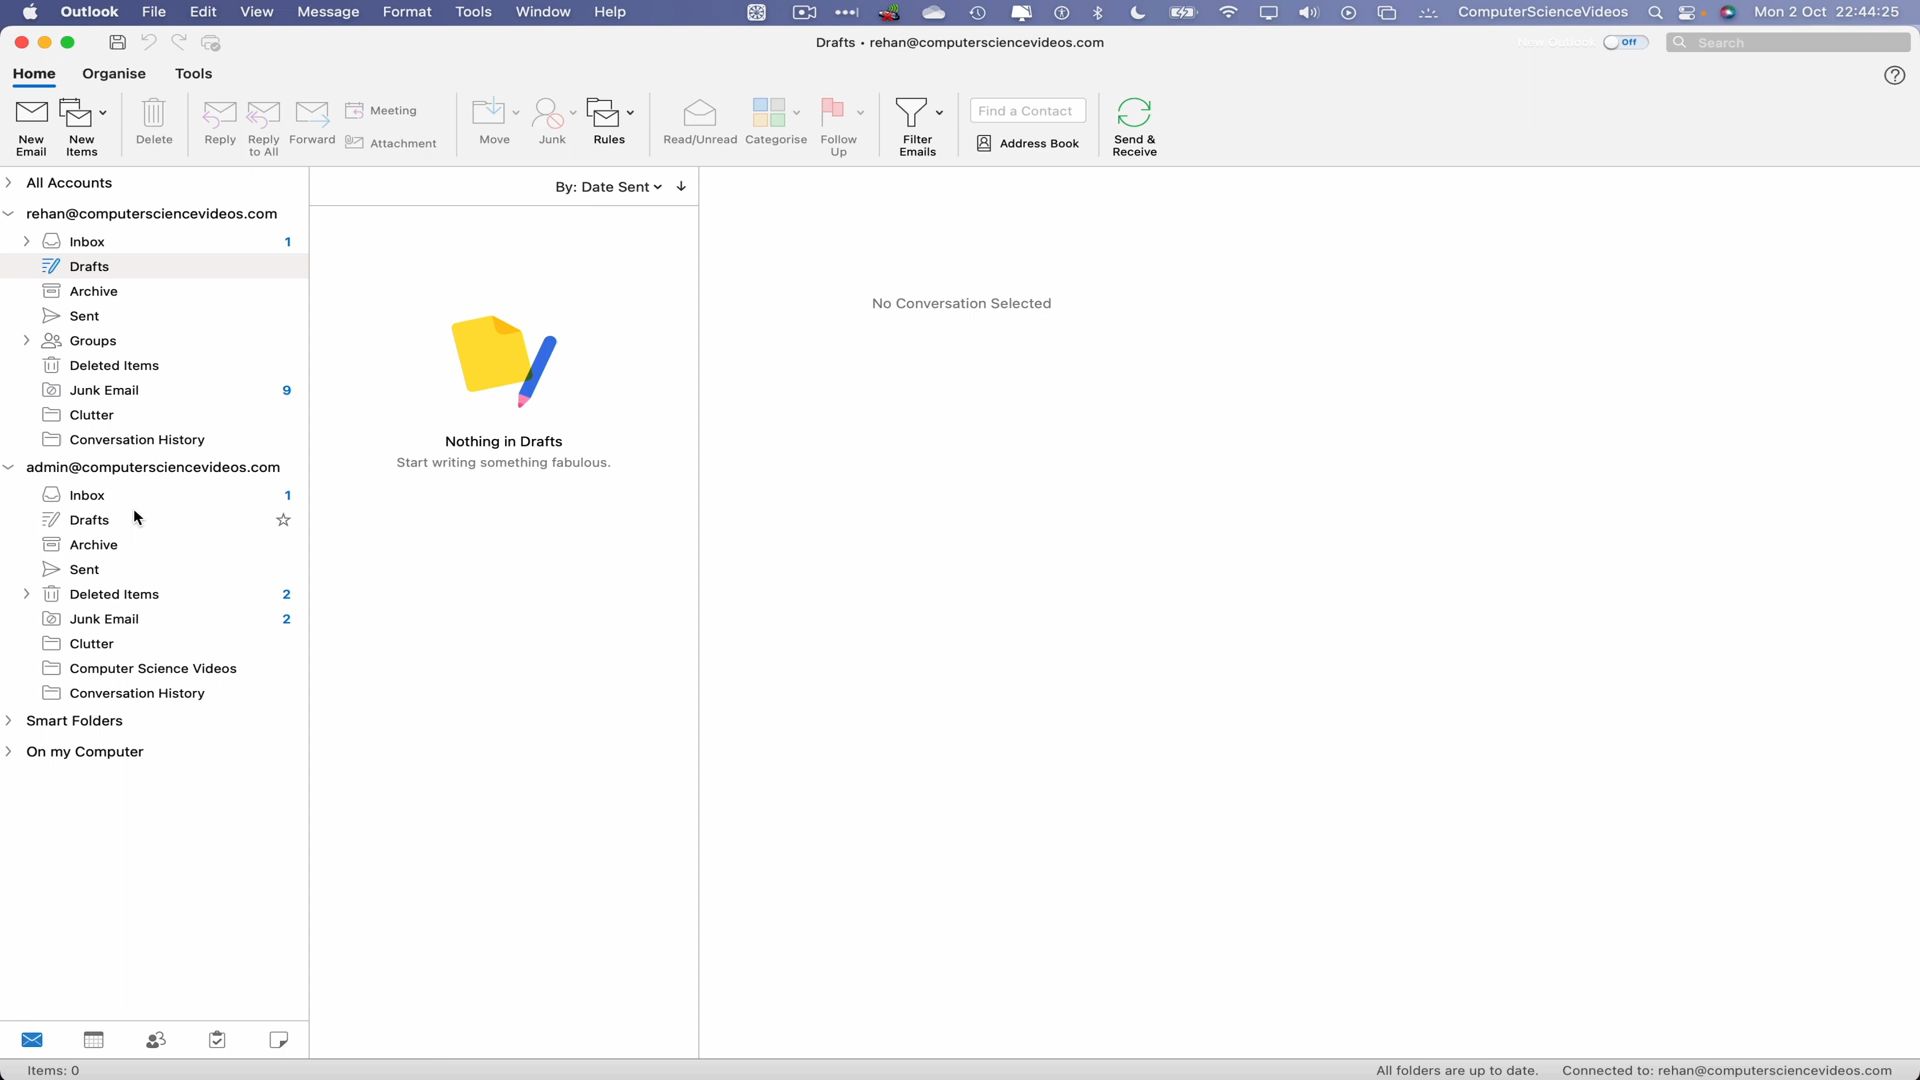 Outlook File Edit View Message Format Tools Window Help ComputerScienceVideos Mon 2 Oct 22:44:25
Drafts • rehan@computersciencevideos.com
New Outlook Off
Search
Home Organise Tools
New Email
New Items
Delete
Reply
Reply to All
Forward
Meeting
Attachment
Move
Junk
Rules
Read/Unread
Categorise
Follow Up
Filter Emails
Find a Contact
Address Book
Send & Receive
All Accounts
rehan@computersciencevideos.com
Inbox 1
Drafts
Archive
Sent
Groups
Deleted Items
Junk Email 9
Clutter
Conversation History
admin@computersciencevideos.com
Inbox 1
Drafts
Archive
Sent
Deleted Items 2
Junk Email 2
Clutter
Computer Science Videos
Conversation History
Smart Folders
On my Computer
By: Date Sent
Nothing in Drafts
Start writing something fabulous.
No Conversation Selected
Items: 0
All folders are up to date. Connected to: rehan@computersciencevideos.com